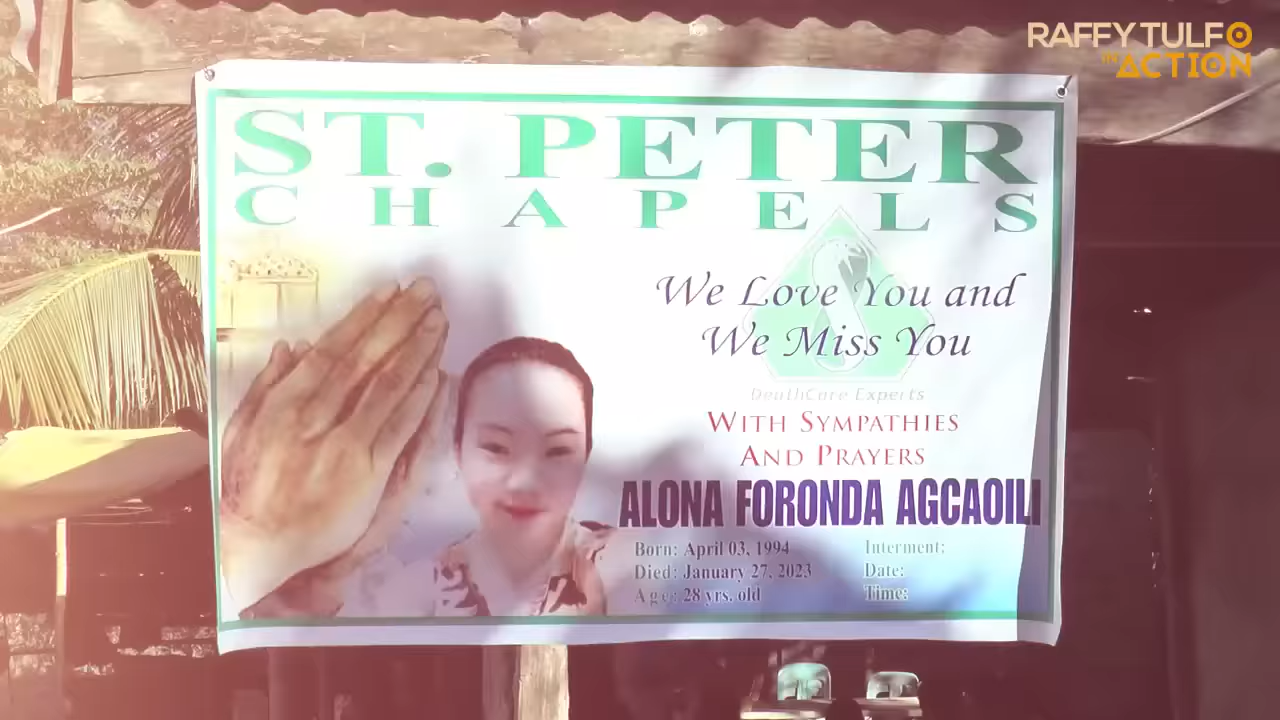 RAFFY TULFO
IN ACTION
ST. PETER
CHAPELS
We Love You and
We Miss You
DeathCare Experts
WITH SYMPATHIES
AND PRAYERS
ALONA FORONDA AGCAOILI
Born: April 03, 1994
Died: January 27, 2023
Age: 28 yrs. old
Interment:
Date:
Time: